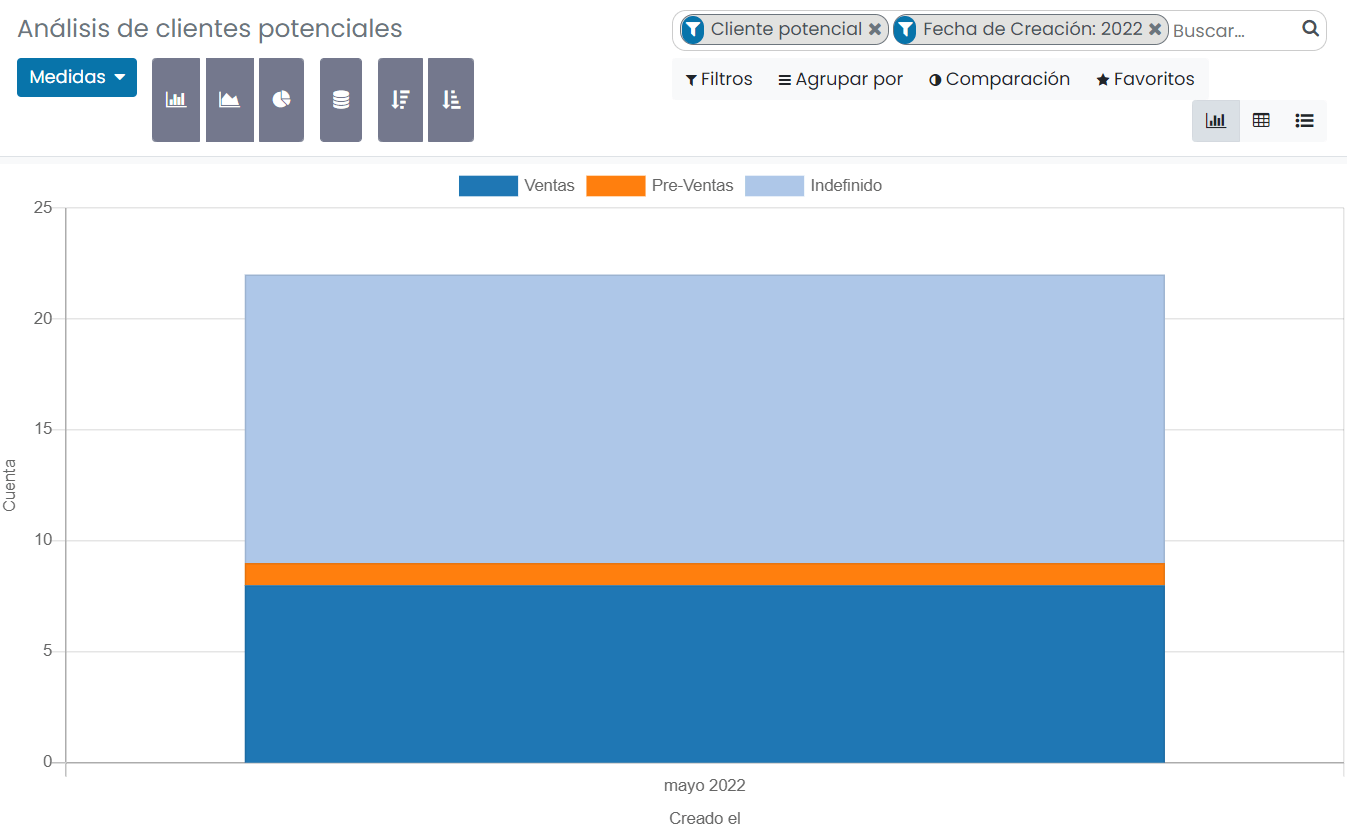 Análisis de clientes potenciales
Cliente potencial
Fecha de Creación: 2022
Buscar...
Medidas
Filtros
Agrupar por
Comparación
Favoritos
Ventas
Pre-Ventas
Indefinido
25
20
15
10
5
0
Cuenta
mayo 2022
Creado el